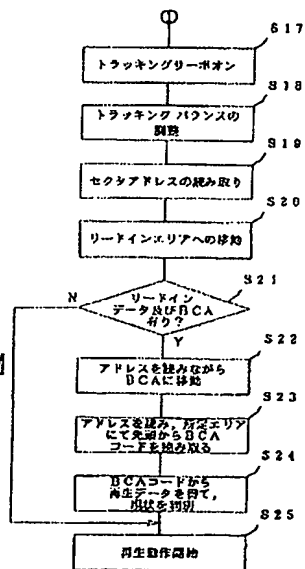 S17
トラッキングサーボオン
S18
トラッキング バランスの
調整
S19
セクタアドレスの読み取り
S20
リードインエリアへの移動
S21
リードイン
データ及びBCA
有り?
N
Y
S22
アドレスを読みながら
BCAに移動
S23
アドレスを読み、所定エリア
にて先頭からBCA
コードを読み取る
S24
BCAコードから
再生データを得て、
を判別
S25
再生動作開始